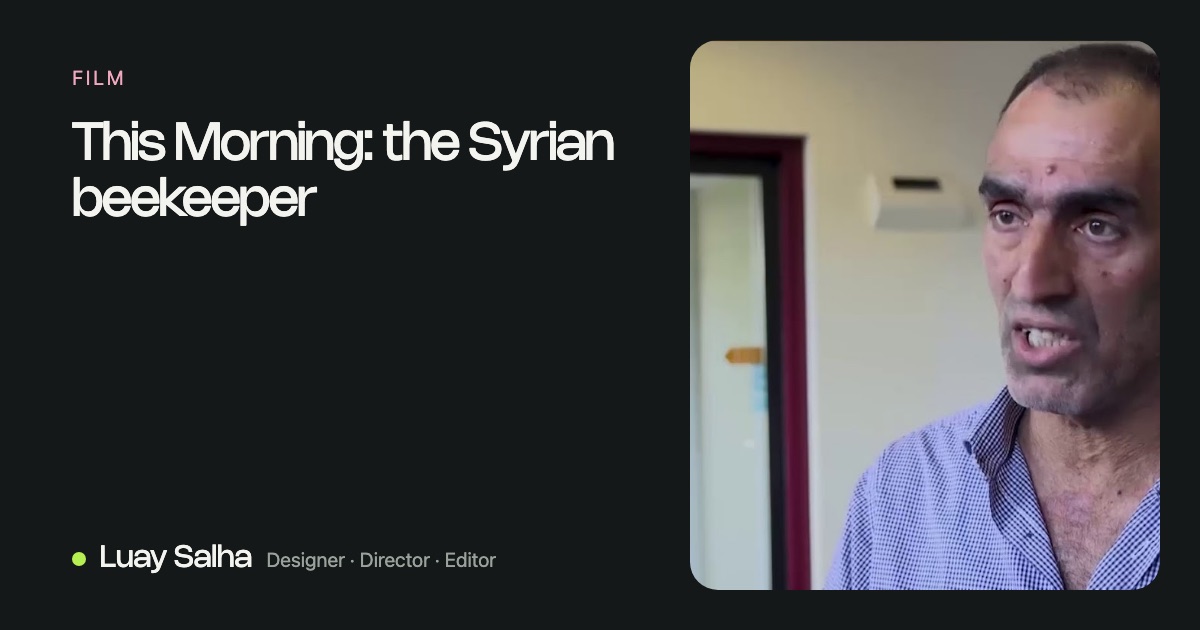 FILM
This Morning: the Syrian
beekeeper
Luay Salha Designer · Director · Editor